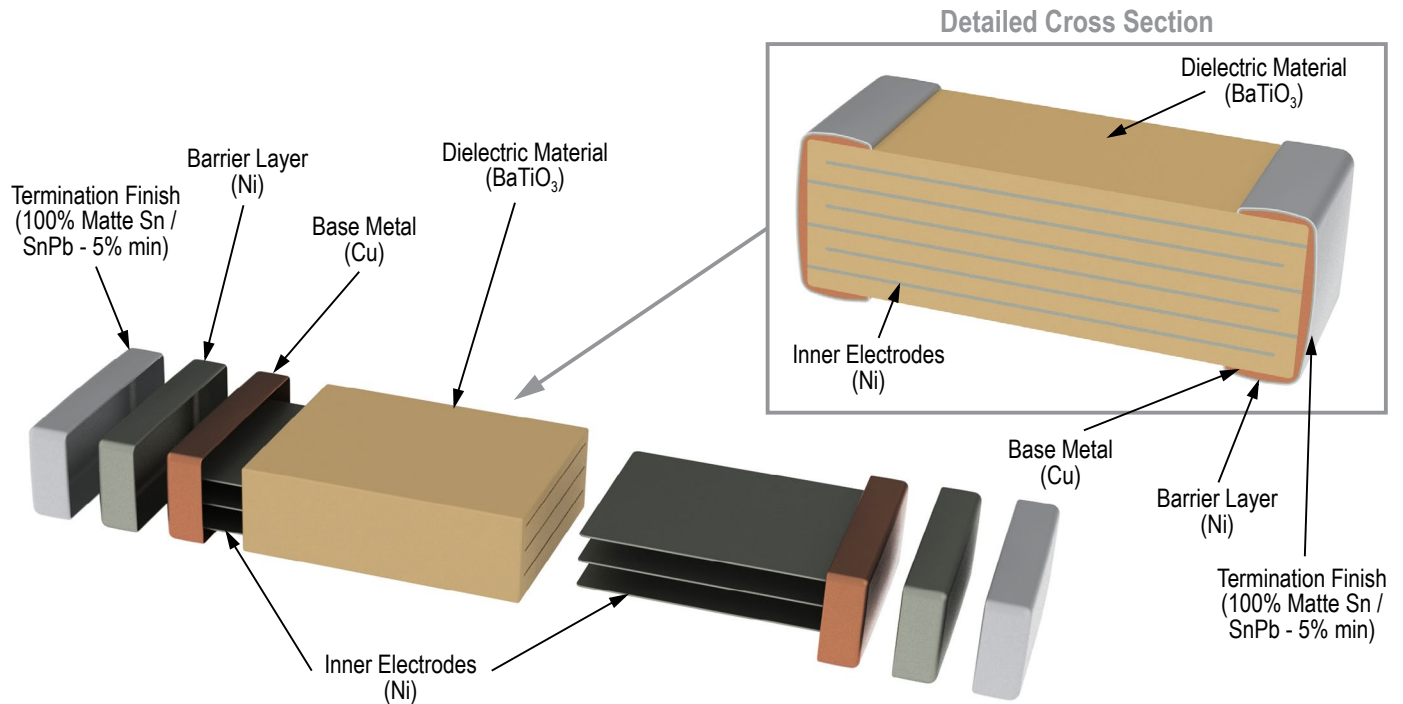 Detailed Cross Section
Dielectric Material
(BaTiO₃)
Inner Electrodes
(Ni)
Base Metal
(Cu)
Barrier Layer
(Ni)
Termination Finish
(100% Matte Sn /
SnPb - 5% min)
Termination Finish
(100% Matte Sn /
SnPb - 5% min)
Barrier Layer
(Ni)
Base Metal
(Cu)
Dielectric Material
(BaTiO₃)
Inner Electrodes
(Ni)